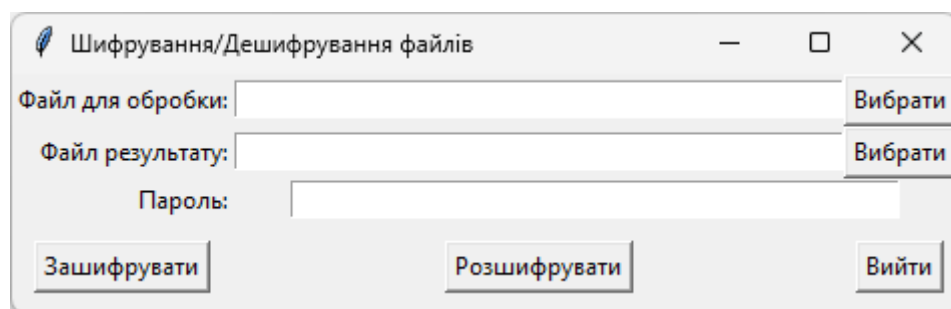 Шифрування/Дешифрування файлів
Файл для обробки: Вибрати
Файл результату: Вибрати
Пароль:
Зашифрувати Розшифрувати Вийти